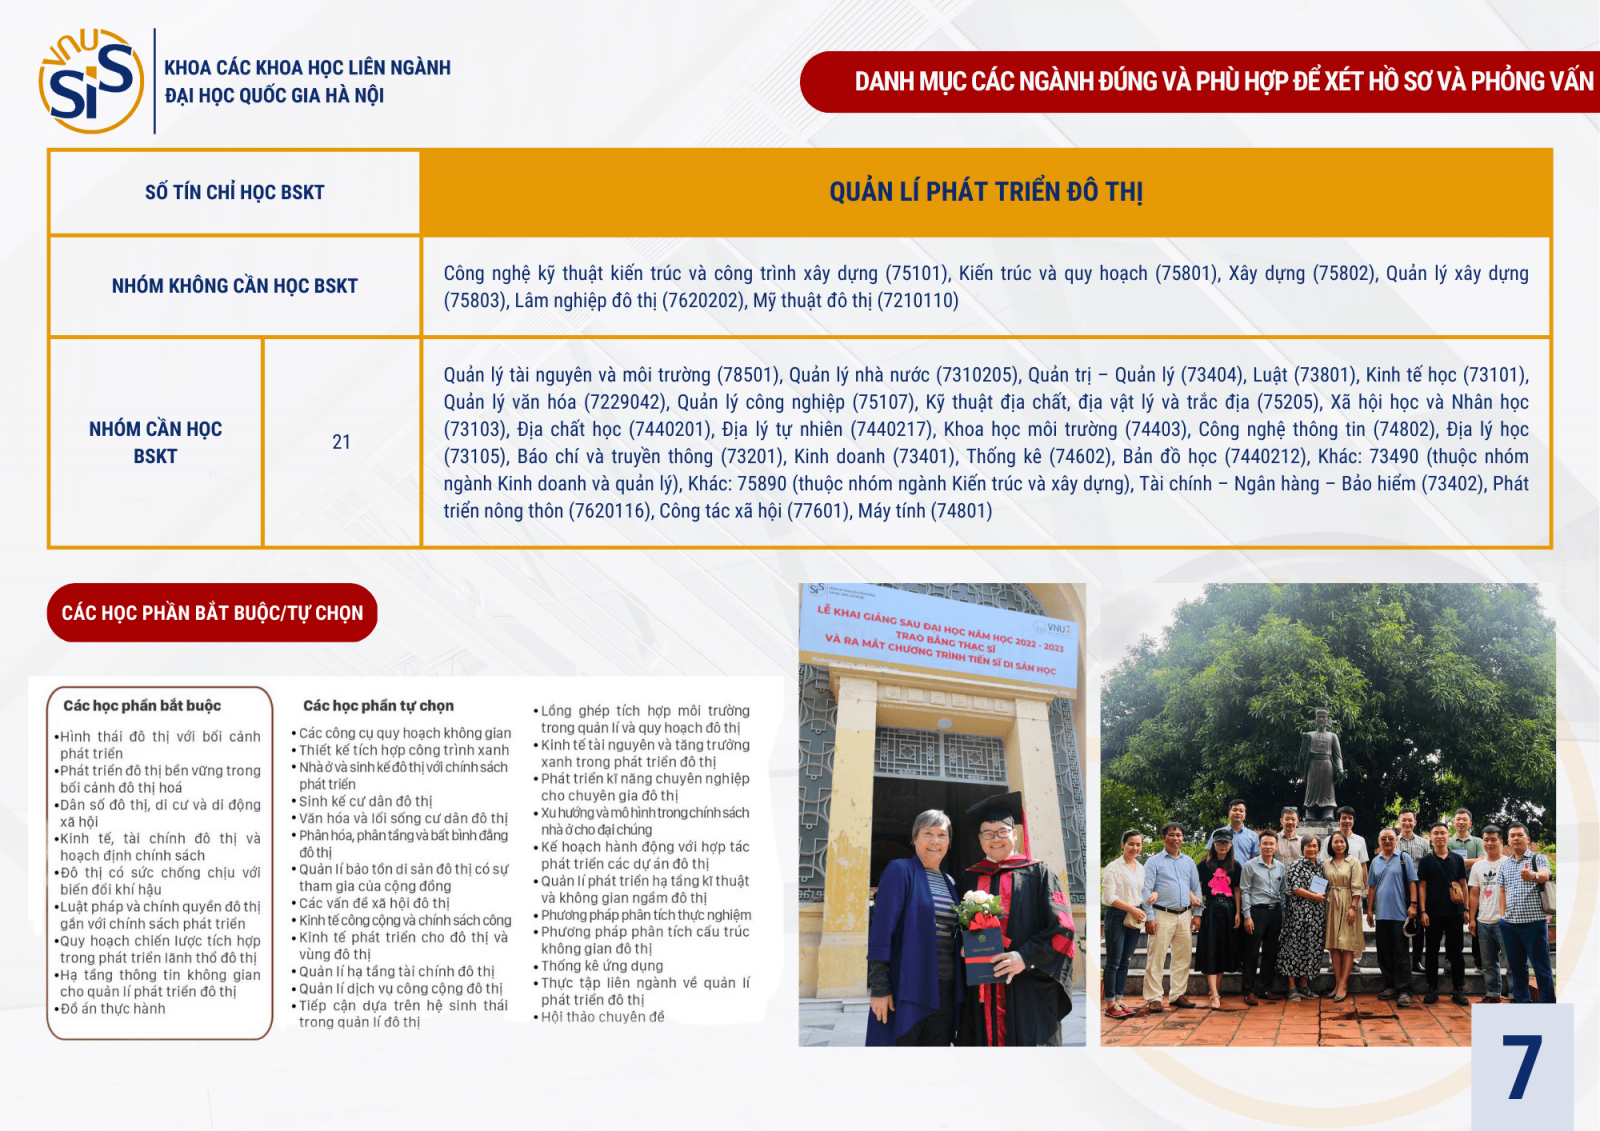 VNU
SIS
KHOA CÁC KHOA HỌC LIÊN NGÀNH
ĐẠI HỌC QUỐC GIA HÀ NỘI
DANH MỤC CÁC NGÀNH ĐÚNG VÀ PHÙ HỢP ĐỂ XÉT HỒ SƠ VÀ PHỎNG VẤN
SỐ TÍN CHỈ HỌC BSKT
QUẢN LÍ PHÁT TRIỂN ĐÔ THỊ
NHÓM KHÔNG CẦN HỌC BSKT
Công nghệ kỹ thuật kiến trúc và công trình xây dựng (75101), Kiến trúc và quy hoạch (75801), Xây dựng (75802), Quản lý xây dựng
(75803), Lâm nghiệp đô thị (7620202), Mỹ thuật đô thị (7210110)
NHÓM CẦN HỌC
BSKT
21
Quản lý tài nguyên và môi trường (78501), Quản lý nhà nước (7310205), Quản trị – Quản lý (73404), Luật (73801), Kinh tế học (73101),
Quản lý văn hóa (7229042), Quản lý công nghiệp (75107), Kỹ thuật địa chất, địa vật lý và trắc địa (75205), Xã hội học và Nhân học
(73103), Địa chất học (7440201), Địa lý tự nhiên (7440217), Khoa học môi trường (74403), Công nghệ thông tin (74802), Địa lý học
(73105), Báo chí và truyền thông (73201), Kinh doanh (73401), Thống kê (74602), Bản đồ học (7440212), Khác: 73490 (thuộc nhóm
ngành Kinh doanh và quản lý), Khác: 75890 (thuộc nhóm ngành Kiến trúc và xây dựng), Tài chính – Ngân hàng – Bảo hiểm (73402), Phát
triển nông thôn (7620116), Công tác xã hội (77601), Máy tính (74801)
CÁC HỌC PHẦN BẮT BUỘC/TỰ CHỌN
Các học phần bắt buộc
•Hình thái đô thị với bối cảnh
phát triển
•Phát triển đô thị bền vững trong
bối cảnh đô thị hoá
•Dân số đô thị, di cư và di động
xã hội
•Kinh tế, tài chính đô thị và
hoạch định chính sách
•Đô thị có sức chống chịu với
biến đổi khí hậu
•Luật pháp và chính quyền đô thị
gắn với chính sách phát triển
•Quy hoạch chiến lược tích hợp
trong phát triển lãnh thổ đô thị
•Hạ tầng thông tin không gian
cho quản lí phát triển đô thị
•Đồ án thực hành
Các học phần tự chọn
•Các công cụ quy hoạch không gian
•Thiết kế tích hợp công trình xanh
•Nhà ở và sinh kế đô thị với chính sách
phát triển
•Sinh kế cư dân đô thị
•Văn hóa và lối sống cư dân đô thị
•Phân hóa, phân tầng và bất bình đẳng
đô thị
•Quản lí bảo tồn di sản đô thị có sự
tham gia của cộng đồng
•Các vấn đề xã hội đô thị
•Kinh tế công cộng và chính sách công
•Kinh tế phát triển cho đô thị và
vùng đô thị
•Quản lí hạ tầng tài chính đô thị
•Quản lí dịch vụ công cộng đô thị
•Tiếp cận dựa trên hệ sinh thái
trong quản lí đô thị
•Lồng ghép tích hợp môi trường
trong quản lí và quy hoạch đô thị
•Kinh tế tài nguyên và tăng trưởng
xanh trong phát triển đô thị
•Phát triển kĩ năng chuyên nghiệp
cho chuyên gia đô thị
•Xu hướng và mô hình trong chính sách
nhà ở cho đại chúng
•Kế hoạch hành động với hợp tác
phát triển các dự án đô thị
•Quản lí phát triển hạ tầng kĩ thuật
và không gian ngầm đô thị
•Phương pháp phân tích thực nghiệm
•Phương pháp phân tích cấu trúc
không gian đô thị
•Thống kê ứng dụng
•Thực tập liên ngành về quản lí
phát triển đô thị
•Hội thảo chuyên đề
SIS
VNU
LỄ KHAI GIẢNG SAU ĐẠI HỌC NĂM HỌC 2022 - 2023
TRAO BẰNG THẠC SĨ
VÀ RA MẮT CHƯƠNG TRÌNH TIẾN SĨ DI SẢN HỌC
7